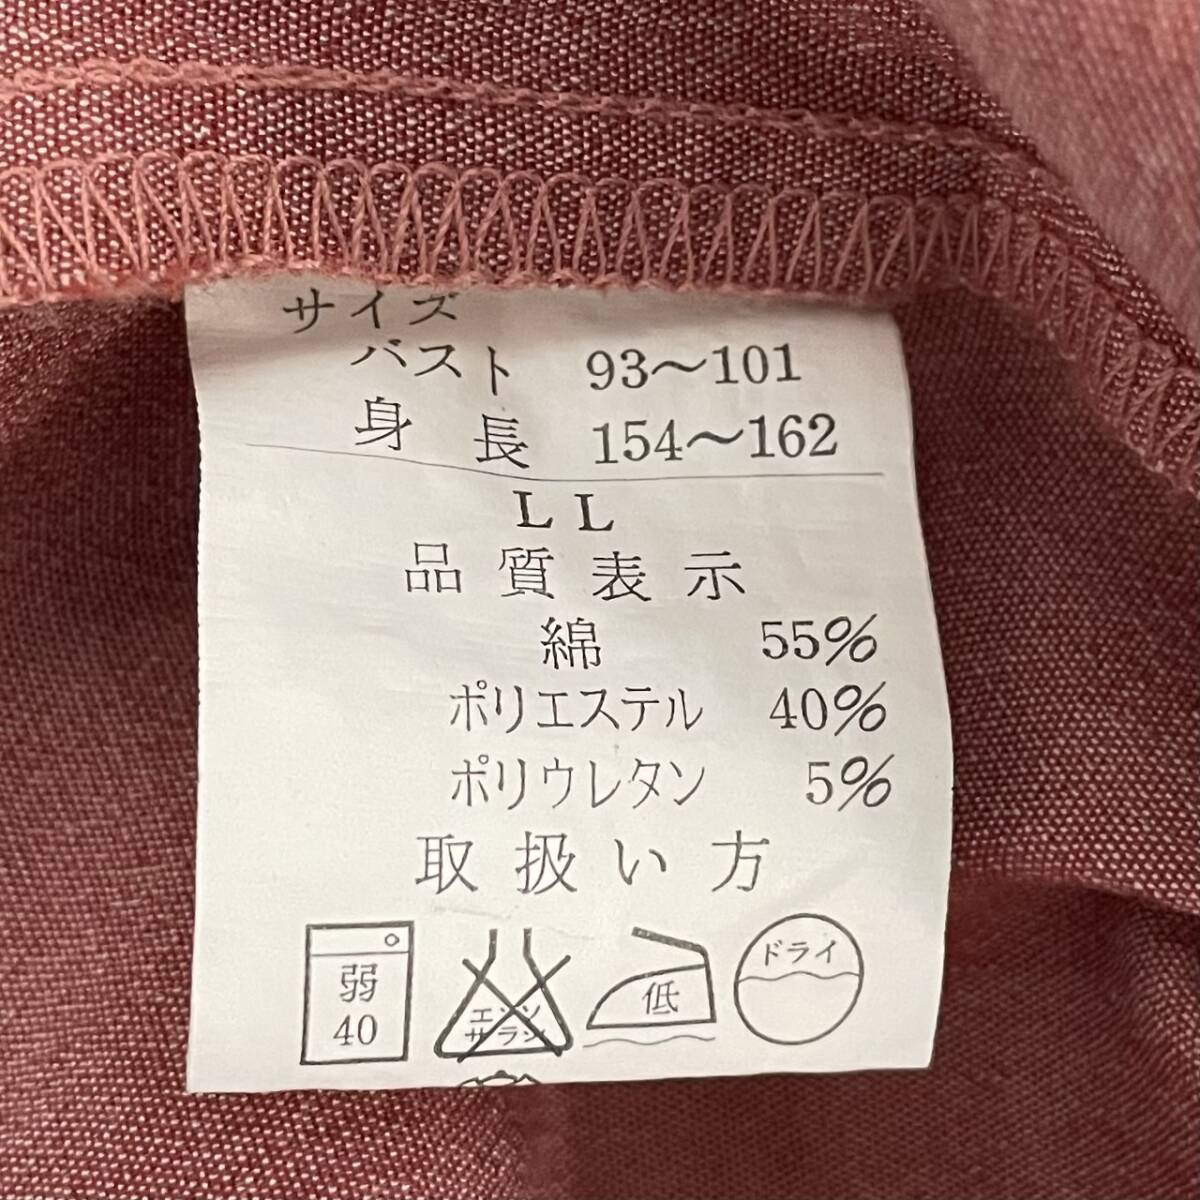 サイズ
バスト 93～101
身長 154～162
LL
品質表示
綿 55%
ポリエステル 40%
ポリウレタン 5%
取扱い方
弱 40
エンソサラシ
低
ドライ